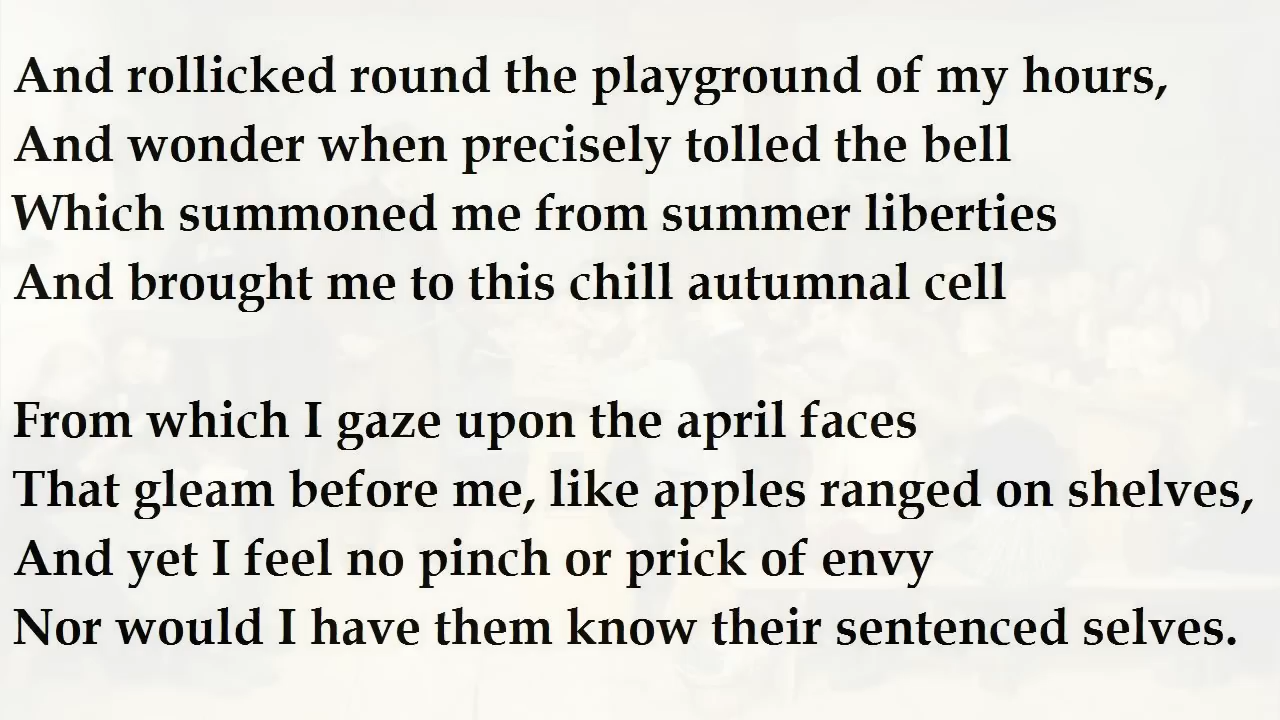 And rollicked round the playground of my hours,
And wonder when precisely tolled the bell
Which summoned me from summer liberties
And brought me to this chill autumnal cell
From which I gaze upon the april faces
That gleam before me, like apples ranged on shelves,
And yet I feel no pinch or prick of envy
Nor would I have them know their sentenced selves.